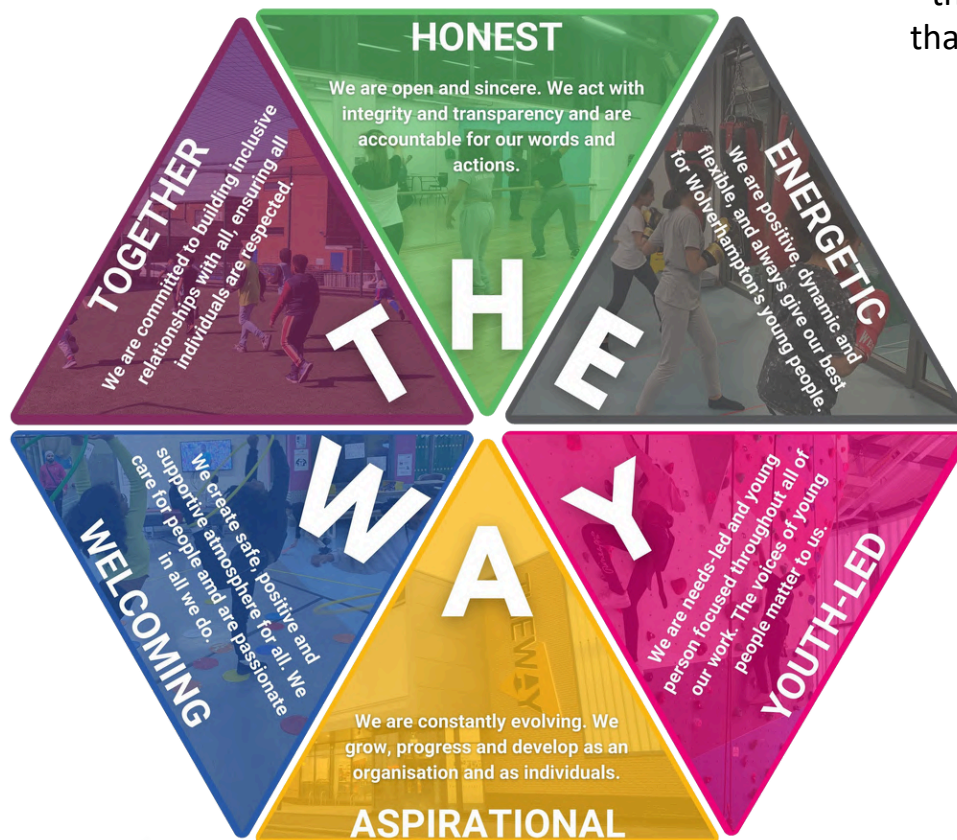 th
tha
TOGETHER
We are committed to building inclusive
relationships with all, ensuring all
individuals are respected.
T
HONEST
We are open and sincere. We act with
integrity and transparency and are
accountable for our words and
actions.
H
ENERGETIC
We are positive, dynamic and
flexible, and always give our best
for Wolverhampton's young people.
E
WELCOMING
We create safe, positive and
supportive atmosphere for all. We
care for people amd are passionate
in all we do.
W
A
THE WAY
We are constantly evolving. We
grow, progress and develop as an
organisation and as individuals.
ASPIRATIONAL
Y
We are needs-led and young
person focused throughout all of
our work. The voices of young
people matter to us.
YOUTH-LED